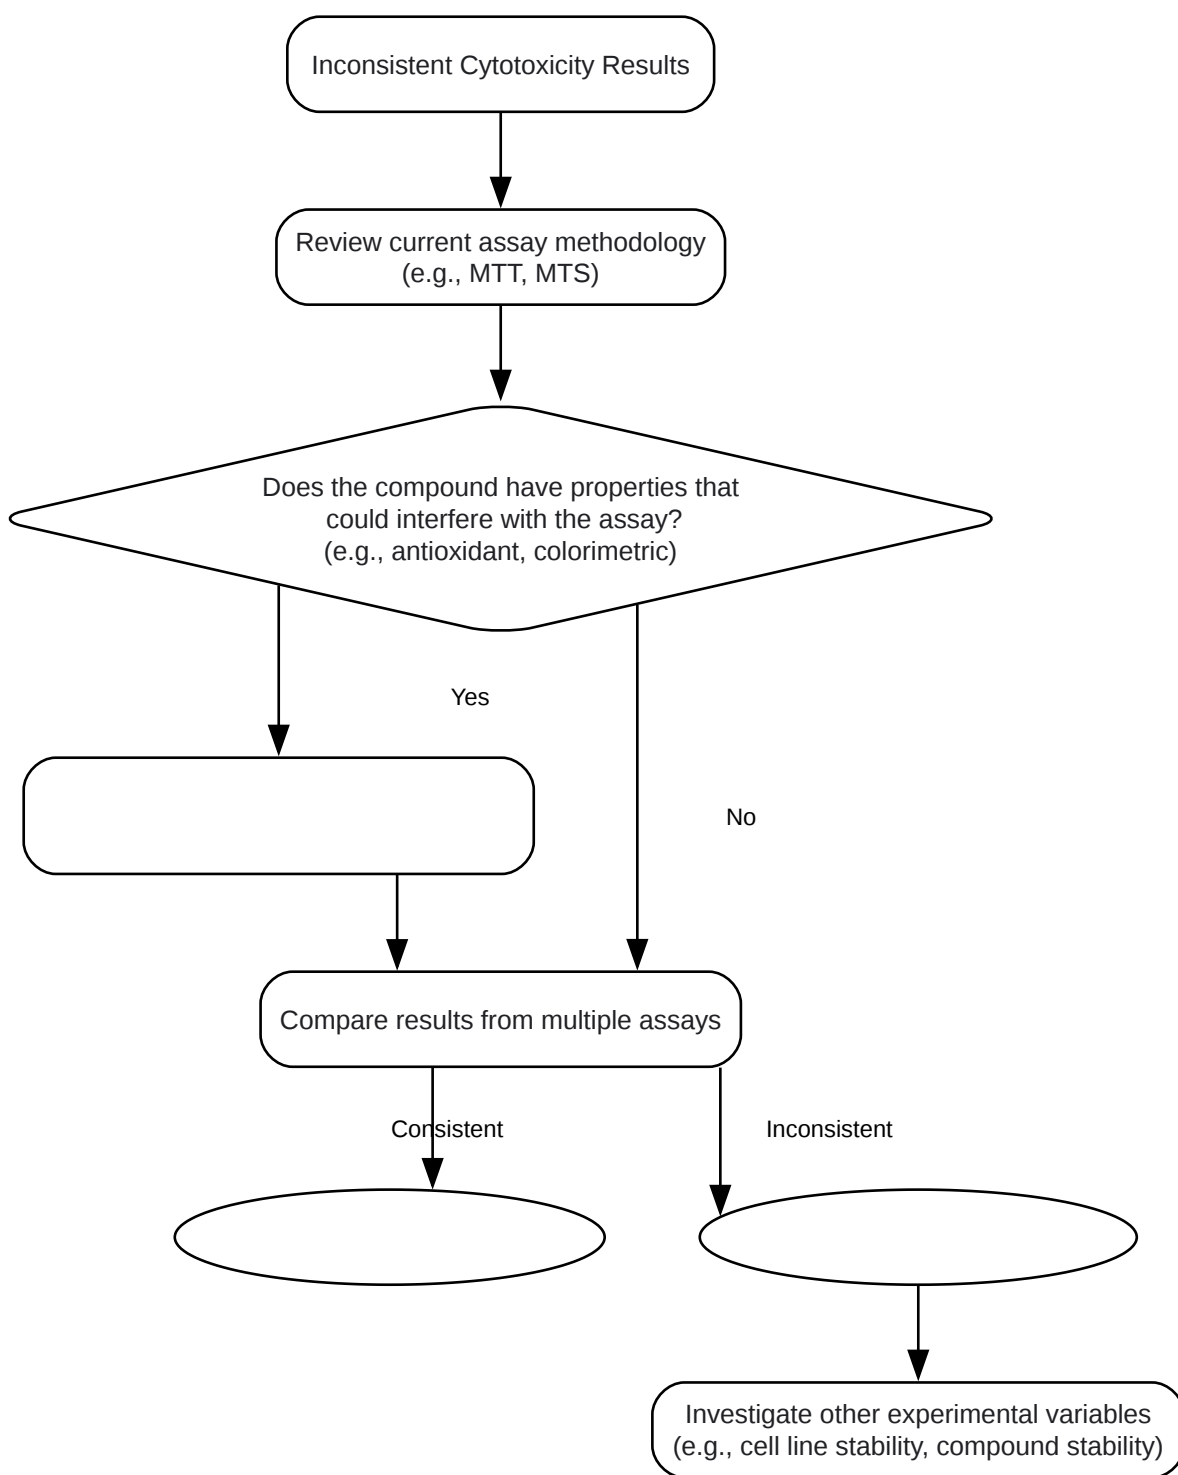 Inconsistent Cytotoxicity Results
Review current assay methodology
(e.g., MTT, MTS)
Does the compound have properties that
could interfere with the assay?
(e.g., antioxidant, colorimetric)
Yes
No
Compare results from multiple assays
Consistent
Inconsistent
Investigate other experimental variables
(e.g., cell line stability, compound stability)